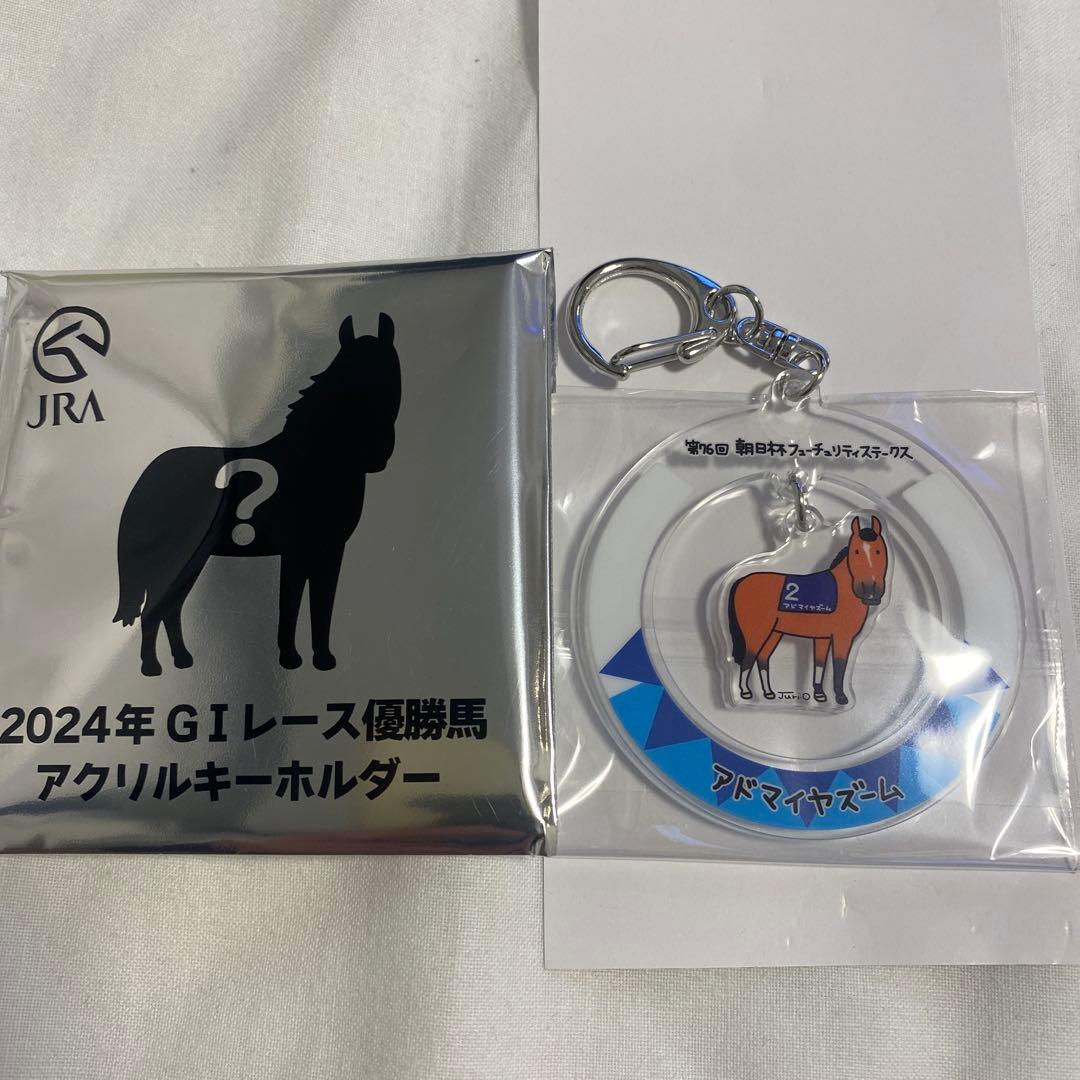 JRA
?
2024年 GⅠレース優勝馬
アクリルキーホルダー
第76回 朝日杯フューチュリティステークス
2
アドマイヤズーム
Juri.O
アドマイヤズーム